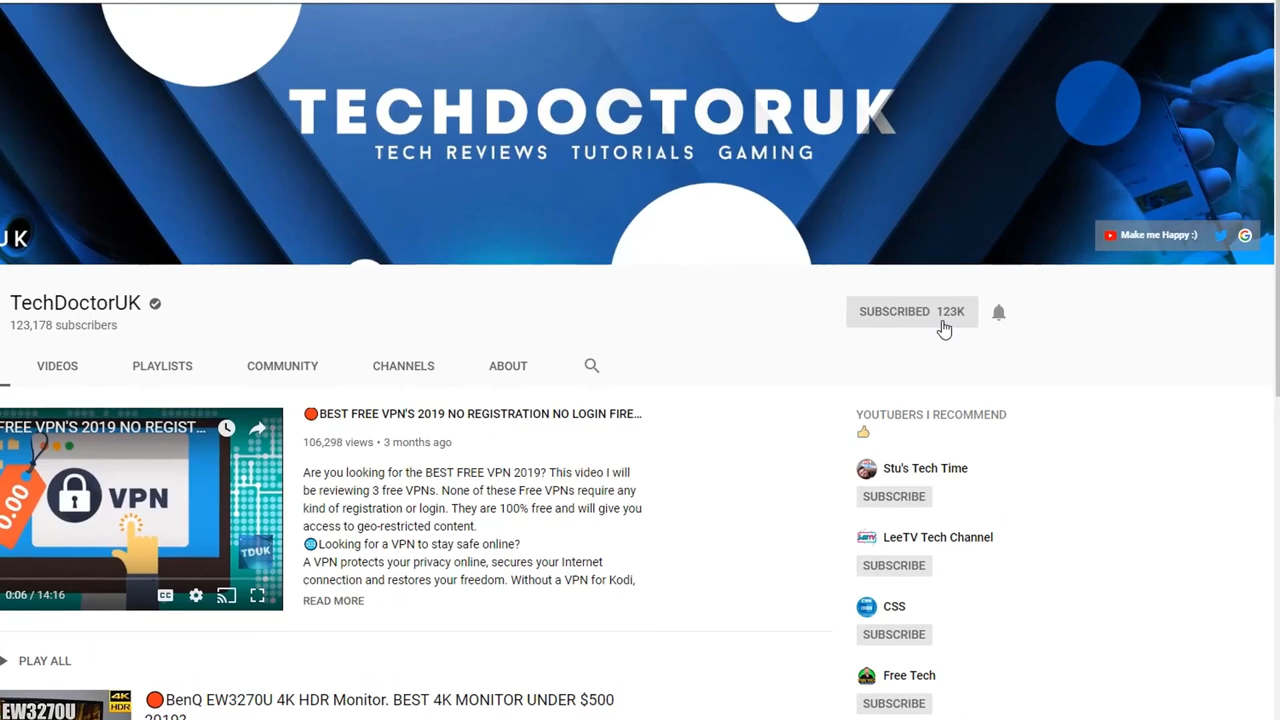 TECHDOCTORUK
TECH REVIEWS TUTORIALS GAMING
UK
Make me Happy :)
TechDoctorUK
123,178 subscribers
SUBSCRIBED 123K
VIDEOS PLAYLISTS COMMUNITY CHANNELS ABOUT
FREE VPN'S 2019 NO REGIST...
0.00
VPN
TDUK
CC
0:06 / 14:16
🔴BEST FREE VPN'S 2019 NO REGISTRATION NO LOGIN FIRE...
106,298 views • 3 months ago
Are you looking for the BEST FREE VPN 2019? This video I will
be reviewing 3 free VPNs. None of these Free VPNs require any
kind of registration or login. They are 100% free and will give you
access to geo-restricted content.
🌐Looking for a VPN to stay safe online?
A VPN protects your privacy online, secures your Internet
connection and restores your freedom. Without a VPN for Kodi,
READ MORE
YOUTUBERS I RECOMMEND
👍
Stu's Tech Time
SUBSCRIBE
LeeTV Tech Channel
SUBSCRIBE
CSS
SUBSCRIBE
Free Tech
SUBSCRIBE
PLAY ALL
EW3270U
4K
HDR
🔴BenQ EW3270U 4K HDR Monitor. BEST 4K MONITOR UNDER $500
2019?